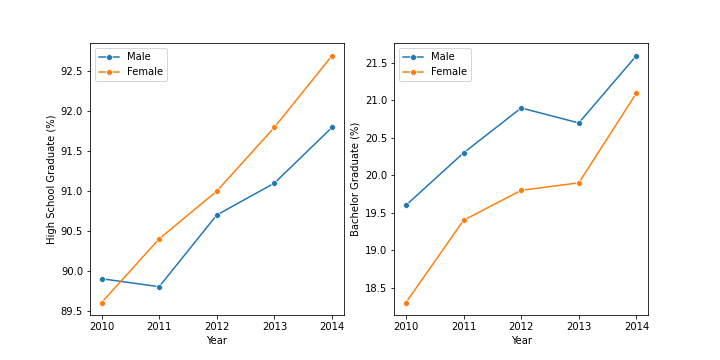 High School Graduate (%)
92.5
92.0
91.5
91.0
90.5
90.0
89.5
Male
Female
2010 2011 2012 2013 2014
Year
Bachelor Graduate (%)
21.5
21.0
20.5
20.0
19.5
19.0
18.5
Male
Female
2010 2011 2012 2013 2014
Year